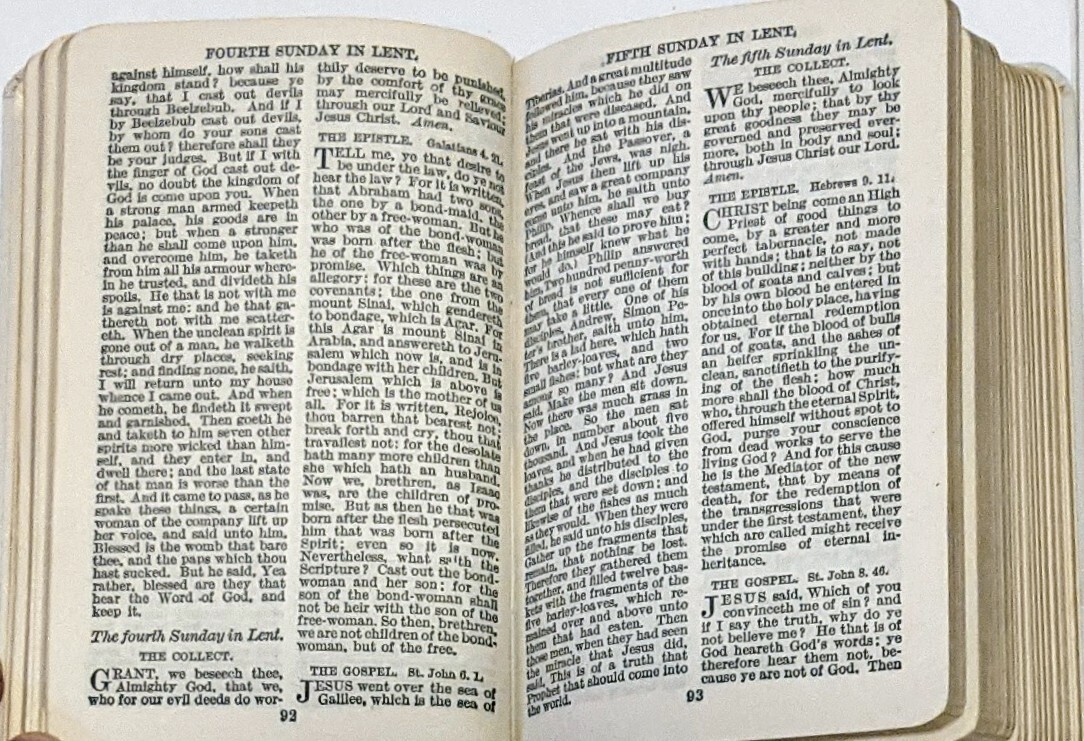 FOURTH SUNDAY IN LENT.
against himself, how shall his
kingdom stand? because ye
say, that I cast out devils
through Beelzebub. And if I
by Beelzebub cast out devils,
by whom do your sons cast
them out? therefore shall they
be your judges. But if I with
the finger of God cast out de-
vils, no doubt the kingdom of
God is come upon you. When
a strong man armed keepeth
his palace, his goods are in
peace; but when a stronger
than he shall come upon him,
and overcome him, he taketh
from him all his armour where-
in he trusted, and divideth his
spoils. He that is not with me
is against me: and he that ga-
thereth not with me scatter-
eth. When the unclean spirit is
gone out of a man, he walketh
through dry places, seeking
rest; and finding none, he saith,
I will return unto my house
whence I came out. And when
he cometh, he findeth it swept
and garnished. Then goeth he
and taketh to him seven other
spirits more wicked than him-
self, and they enter in, and
dwell there; and the last state
of that man is worse than the
first. And it came to pass, as he
spake these things, a certain
woman of the company lift up
her voice, and said unto him,
Blessed is the womb that bare
thee, and the paps which thou
hast sucked. But he said, Yea
rather, blessed are they that
hear the Word of God, and
keep it.
The fourth Sunday in Lent.
THE COLLECT.
GRANT, we beseech thee,
Almighty God, that we,
who for our evil deeds do wor-
thily deserve to be punished,
by the comfort of thy grace
may mercifully be relieved;
through our Lord and Saviour
Jesus Christ. Amen.
THE EPISTLE. Galatians 4. 21.
TELL me, ye that desire to
be under the law, do ye not
hear the law? For it is written,
that Abraham had two sons,
the one by a bond-maid, the
other by a free-woman. But he
who was of the bond-woman
was born after the flesh; but
he of the free-woman was by
promise. Which things are an
allegory: for these are the two
covenants; the one from the
mount Sinai, which gendereth
to bondage, which is Agar. For
this Agar is mount Sinai in
Arabia, and answereth to Jeru-
salem which now is, and is in
bondage with her children. But
Jerusalem which is above is
free; which is the mother of us
all. For it is written, Rejoice,
thou barren that bearest not;
break forth and cry, thou that
travailest not: for the desolate
hath many more children than
she which hath an husband.
Now we, brethren, as Isaac
was, are the children of pro-
mise. But as then he that was
born after the flesh persecuted
him that was born after the
Spirit; even so it is now.
Nevertheless, what saith the
Scripture? Cast out the bond-
woman and her son; for the
son of the bond-woman shall
not be heir with the son of the
free-woman. So then, brethren,
we are not children of the bond-
woman, but of the free.
THE GOSPEL. St. John 6. 1.
JESUS went over the sea of
Galilee, which is the sea of
92
FIFTH SUNDAY IN LENT.
Tiberias. And a great multitude
followed him, because they saw
his miracles which he did on
them that were diseased. And
Jesus went up into a mountain,
and there he sat with his dis-
ciples. And the Passover, a
feast of the Jews, was nigh.
When Jesus then lift up his
eyes, and saw a great company
come unto him, he saith unto
Philip, Whence shall we buy
bread, that these may eat?
(And this he said to prove him;
for he himself knew what he
would do.) Philip answered
him, Two hundred penny-worth
of bread is not sufficient for
them, that every one of them
may take a little. One of his
disciples, Andrew, Simon Pe-
ter's brother, saith unto him,
There is a lad here, which hath
five barley-loaves, and two
small fishes: but what are they
among so many? And Jesus
said, Make the men sit down.
Now there was much grass in
the place. So the men sat
down, in number about five
thousand. And Jesus took the
loaves, and when he had given
thanks he distributed to the
disciples, and the disciples to
them that were set down; and
likewise of the fishes as much
as they would. When they were
filled, he said unto his disciples,
Gather up the fragments that
remain, that nothing be lost.
Therefore they gathered them
together, and filled twelve bas-
kets with the fragments of the
five barley-loaves, which re-
mained over and above unto
them that had eaten. Then
those men, when they had seen
the miracle that Jesus did,
said, This is of a truth that
Prophet that should come into
the world.
The fifth Sunday in Lent.
THE COLLECT.
WE beseech thee, Almighty
God, mercifully to look
upon thy people; that by thy
great goodness they may be
governed and preserved ever-
more, both in body and soul;
through Jesus Christ our Lord.
Amen.
THE EPISTLE. Hebrews 9. 11.
CHRIST being come an High
Priest of good things to
come, by a greater and more
perfect tabernacle, not made
with hands; that is to say, not
of this building; neither by the
blood of goats and calves; but
by his own blood he entered in
once into the holy place, having
obtained eternal redemption
for us. For if the blood of bulls
and of goats, and the ashes of
an heifer sprinkling the un-
clean, sanctifieth to the purify-
ing of the flesh; how much
more shall the blood of Christ,
who, through the eternal Spirit,
offered himself without spot to
God, purge your conscience
from dead works to serve the
living God? And for this cause
he is the Mediator of the new
testament, that by means of
death, for the redemption of
the transgressions that were
under the first testament, they
which are called might receive
the promise of eternal in-
heritance.
THE GOSPEL. St. John 8. 46.
JESUS said, Which of you
convinceth me of sin? and
if I say the truth, why do ye
not believe me? He that is of
God heareth God's words; ye
therefore hear them not, be-
cause ye are not of God. Then
93